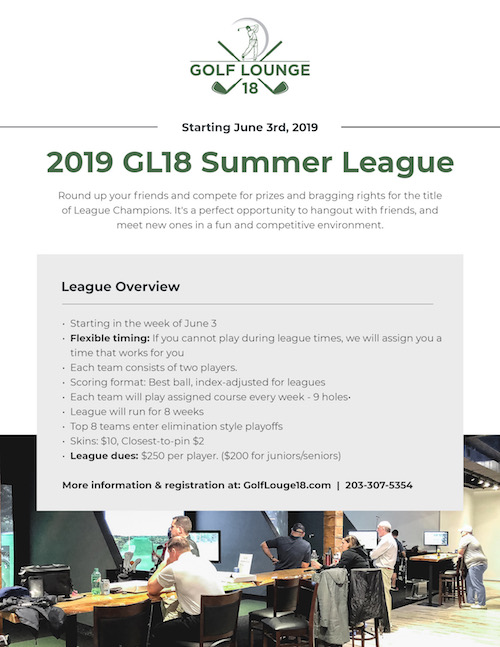 GOLF LOUNGE
18
Starting June 3rd, 2019
2019 GL18 Summer League
Round up your friends and compete for prizes and bragging rights for the title
of League Champions. It's a perfect opportunity to hangout with friends, and
meet new ones in a fun and competitive environment.
League Overview
• Starting in the week of June 3
• Flexible timing: If you cannot play during league times, we will assign you a
time that works for you
• Each team consists of two players.
• Scoring format: Best ball, index-adjusted for leagues
• Each team will play assigned course every week - 9 holes•
• League will run for 8 weeks
• Top 8 teams enter elimination style playoffs
• Skins: $10, Closest-to-pin $2
• League dues: $250 per player. ($200 for juniors/seniors)
More information & registration at: GolfLouge18.com | 203-307-5354